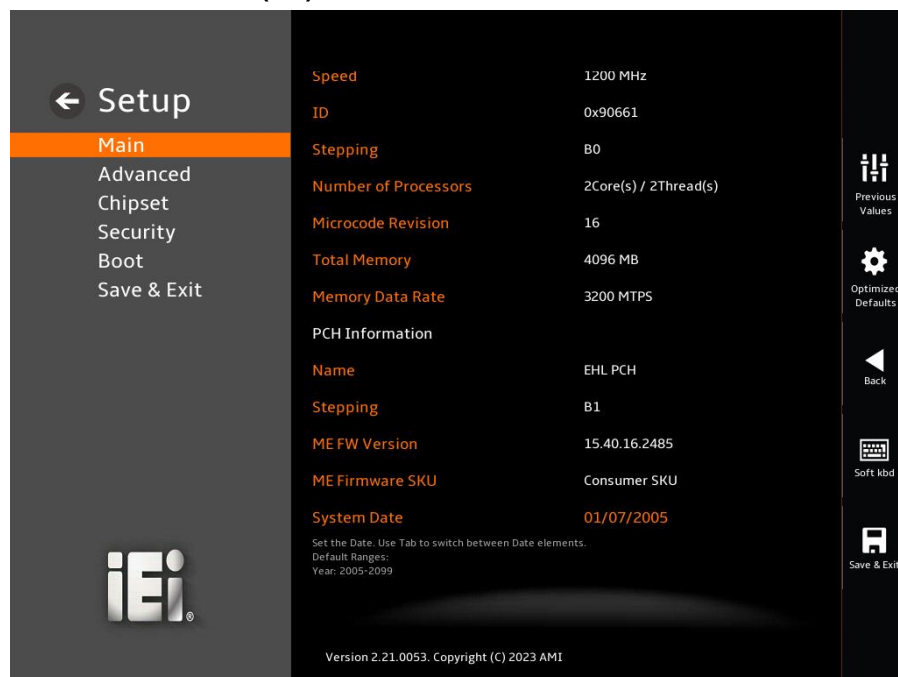 Setup
Main
Advanced
Chipset
Security
Boot
Save & Exit
iEi®
Speed 1200 MHz
ID 0x90661
Stepping B0
Number of Processors 2Core(s) / 2Thread(s)
Microcode Revision 16
Total Memory 4096 MB
Memory Data Rate 3200 MTPS
PCH Information
Name EHL PCH
Stepping B1
ME FW Version 15.40.16.2485
ME Firmware SKU Consumer SKU
System Date 01/07/2005
Set the Date. Use Tab to switch between Date elements.
Default Ranges:
Year: 2005-2099
Version 2.21.0053. Copyright (C) 2023 AMI
Previous
Values
Optimized
Defaults
Back
Soft kbd
Save & Exit